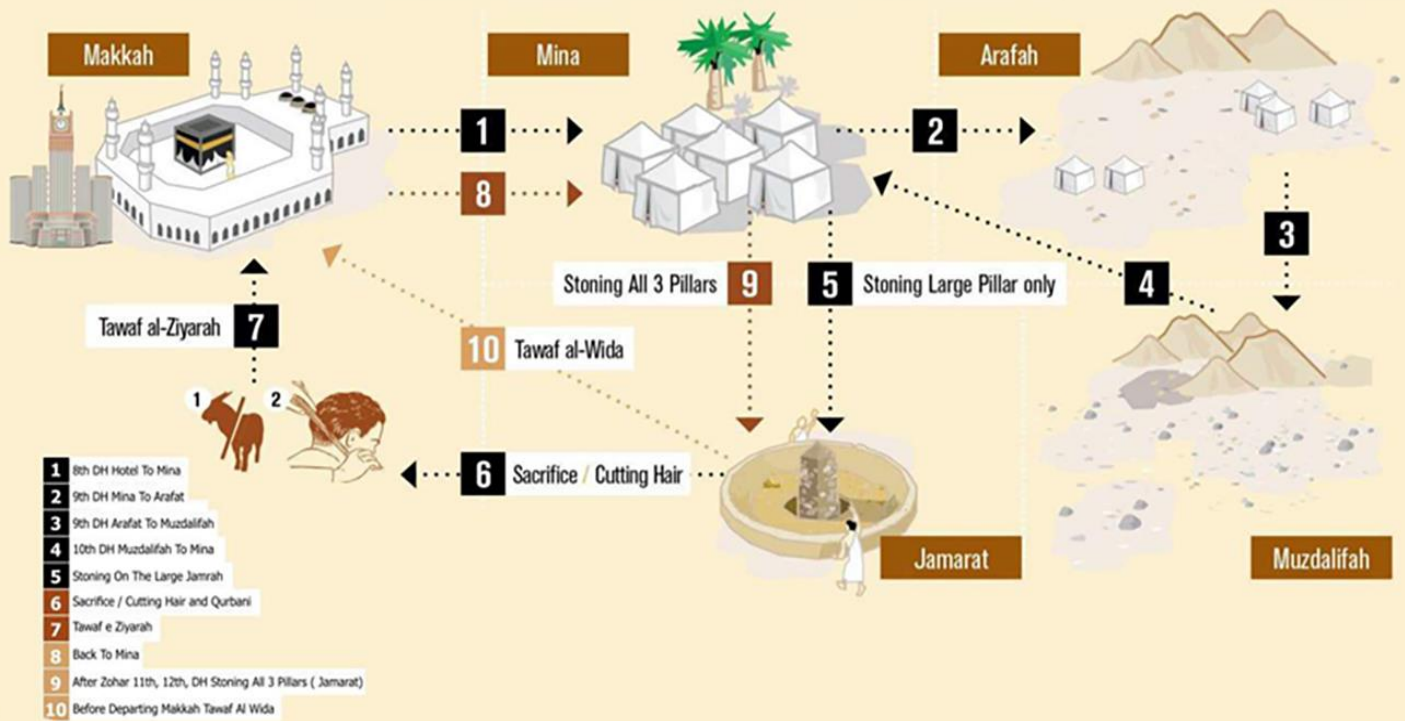 Makkah
Mina
Arafah
1
2
8
3
Stoning All 3 Pillars
9
5
Stoning Large Pillar only
4
Tawaf al-Ziyarah
7
10
Tawaf al-Wida
1
2
6
Sacrifice / Cutting Hair
Jamarat
Muzdalifah
1 8th DH Hotel To Mina
2 9th DH Mina To Arafat
3 9th DH Arafat To Muzdalifah
4 10th DH Muzdalifah To Mina
5 Stoning On The Large Jamrah
6 Sacrifice / Cutting Hair and Qurbani
7 Tawaf e Ziyarah
8 Back To Mina
9 After Zohar 11th, 12th, DH Stoning All 3 Pillars ( Jamarat)
10 Before Departing Makkah Tawaf Al Wida